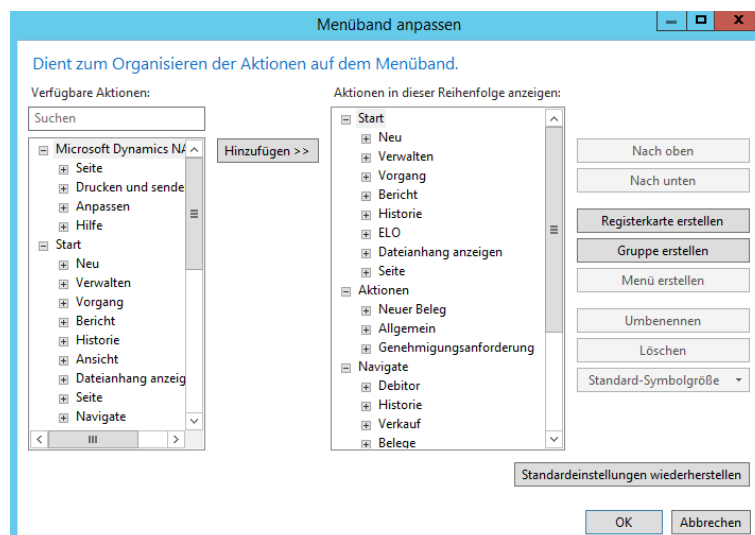 Menüband anpassen
Dient zum Organisieren der Aktionen auf dem Menüband.
Verfügbare Aktionen:
Suchen
Microsoft Dynamics NA
Seite
Drucken und sende
Anpassen
Hilfe
Start
Neu
Verwalten
Vorgang
Bericht
Historie
Ansicht
Dateianhang anzeig
Seite
Navigate
Hinzufügen >>
Aktionen in dieser Reihenfolge anzeigen:
Start
Neu
Verwalten
Vorgang
Bericht
Historie
ELO
Dateianhang anzeigen
Seite
Aktionen
Neuer Beleg
Allgemein
Genehmigungsanforderung
Navigate
Debitor
Historie
Verkauf
Belege
Nach oben
Nach unten
Registerkarte erstellen
Gruppe erstellen
Menü erstellen
Umbenennen
Löschen
Standard-Symbolgröße
Standardeinstellungen wiederherstellen
OK
Abbrechen